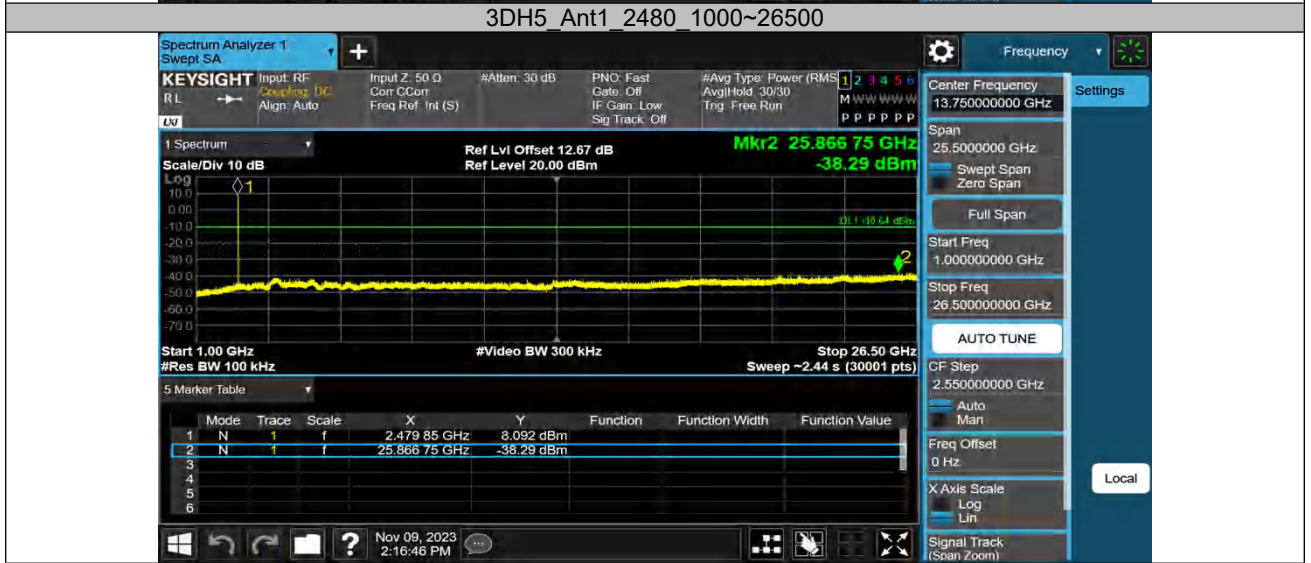 3DH5_Ant1_2480_1000~26500
Spectrum Analyzer 1
Swept SA
+
Frequency
KEYSIGHT
Input: RF
Input Z: 50 Ω
#Atten: 30 dB
PNO: Fast
#Avg Type: Power (RMS
1 2 3 4 5 6
RL
Coupling: DC
Corr CCorr
Gate: Off
Avg|Hold: 30/30
M W W W W W
Align: Auto
Freq Ref: Int (S)
IF Gain: Low
Trig: Free Run
P P P P P P
LXI
Sig Track: Off
1 Spectrum
Scale/Div 10 dB
Ref Lvl Offset 12.67 dB
Ref Level 20.00 dBm
Mkr2 25.866 75 GHz
-38.29 dBm
Log
1
10.0
0.00
-10.0
-20.0
-30.0
2
-40.0
-50.0
-60.0
-70.0
Start 1.00 GHz
#Video BW 300 kHz
Stop 26.50 GHz
#Res BW 100 kHz
Sweep ~2.44 s (30001 pts)
5 Marker Table
Mode Trace Scale X Y Function Function Width Function Value
1 N 1 f 2.479 85 GHz 8.092 dBm
2 N 1 f 25.866 75 GHz -38.29 dBm
3
4
5
6
?
Nov 09, 2023
2:16:46 PM
Center Frequency
13.750000000 GHz
Settings
Span
25.5000000 GHz
Swept Span
Zero Span
Full Span
Start Freq
1.000000000 GHz
Stop Freq
26.500000000 GHz
AUTO TUNE
CF Step
2.550000000 GHz
Auto
Man
Freq Offset
0 Hz
X Axis Scale
Log
Lin
Signal Track
(Span Zoom)
Local